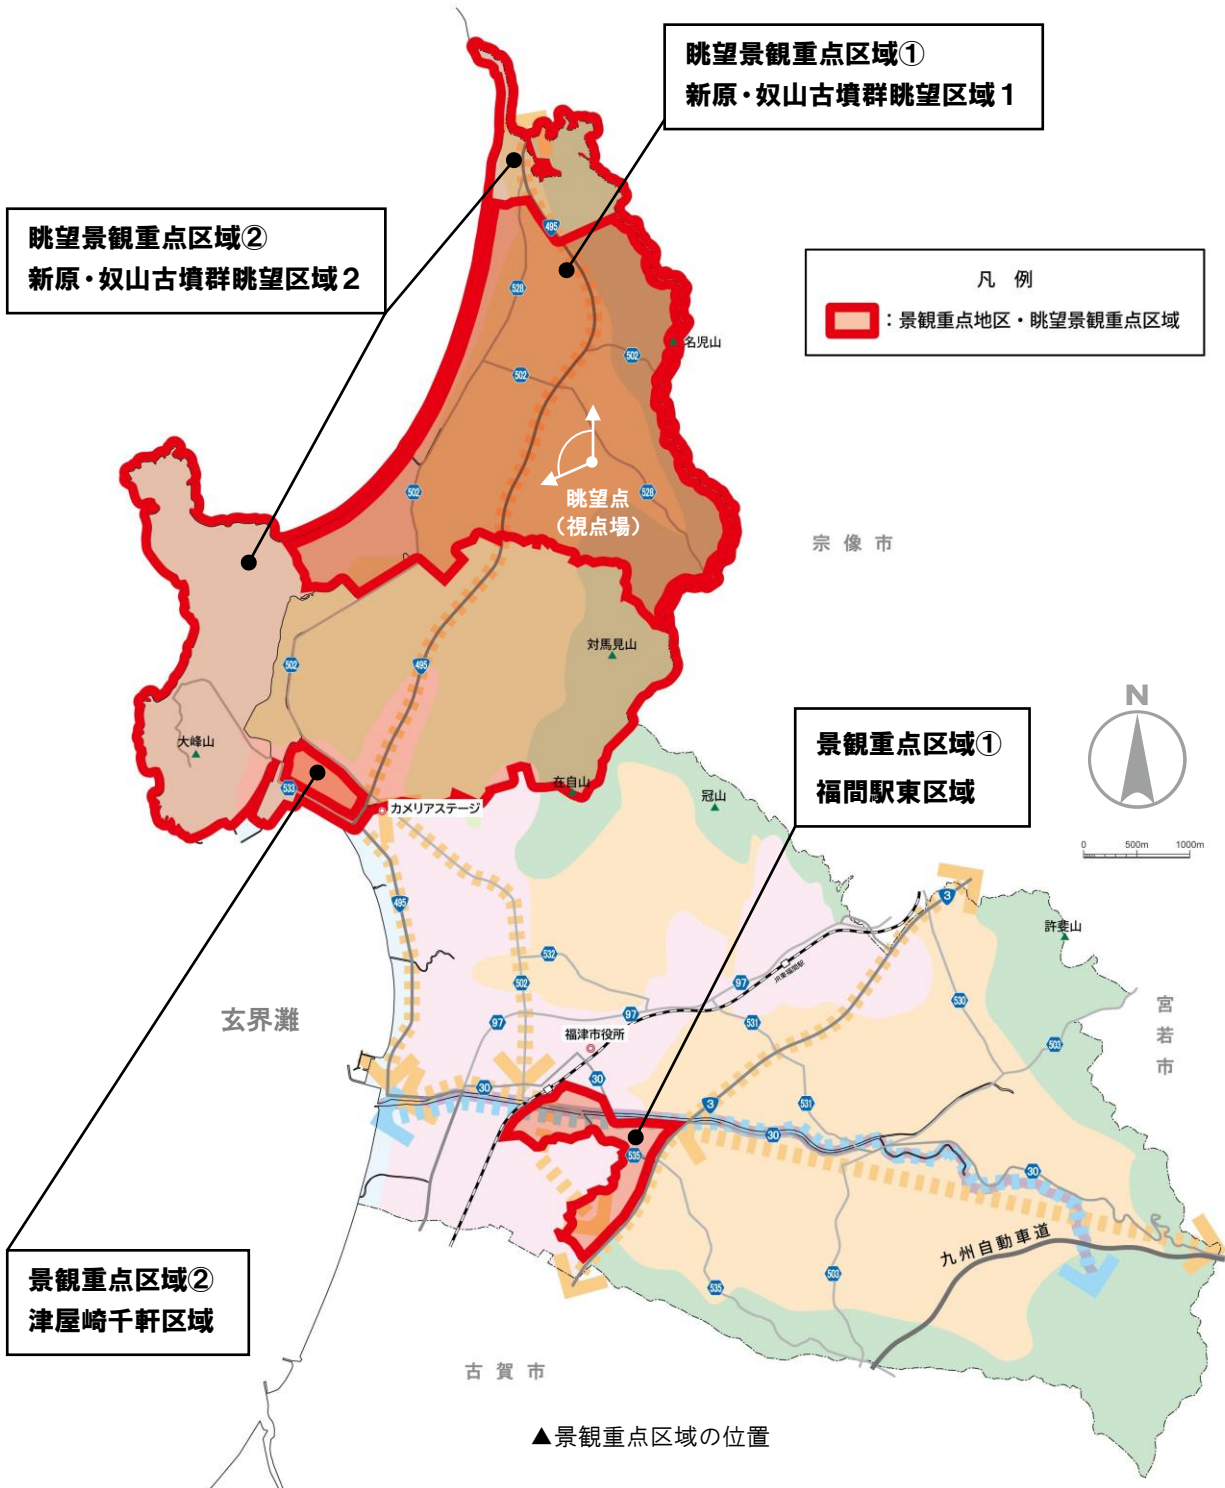 眺望景観重点区域①
新原・奴山古墳群眺望区域1
眺望景観重点区域②
新原・奴山古墳群眺望区域2
凡 例
：景観重点地区・眺望景観重点区域
495
528
502
502
名児山
502
528
眺望点
（視点場）
宗像市
対馬見山
502
495
大峰山
533
カメリアステージ
在自山
冠山
景観重点区域①
福間駅東区域
N
0 500m 1000m
495
3
許斐山
532
502
97
JR東福間駅
530
宮若市
玄界灘
97
97
531
503
福津市役所
30
30
3
531
30
535
30
九州自動車道
503
535
景観重点区域②
津屋崎千軒区域
古賀市
▲景観重点区域の位置